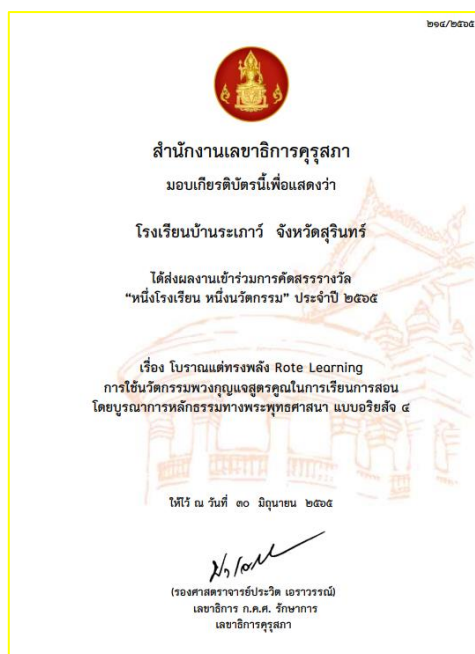 ๒๑๔/๒๕๖๕
สำนักงานเลขาธิการคุรุสภา
มอบเกียรติบัตรนี้เพื่อแสดงว่า
โรงเรียนบ้านระเภาว์ จังหวัดสุรินทร์
ได้ส่งผลงานเข้าร่วมการคัดสรรรางวัล
“หนึ่งโรงเรียน หนึ่งนวัตกรรม” ประจำปี ๒๕๖๕
เรื่อง โบราณแต่ทรงพลัง Rote Learning
การใช้นวัตกรรมพวงกุญแจสูตรคูณในการเรียนการสอน
โดยบูรณาการหลักธรรมทางพระพุทธศาสนา แบบอริยสัจ ๔
ให้ไว้ ณ วันที่ ๓๐ มิถุนายน ๒๕๖๕
(รองศาสตราจารย์ประวิต เอราวรรณ์)
เลขาธิการ ก.ค.ศ. รักษาการ
เลขาธิการคุรุสภา